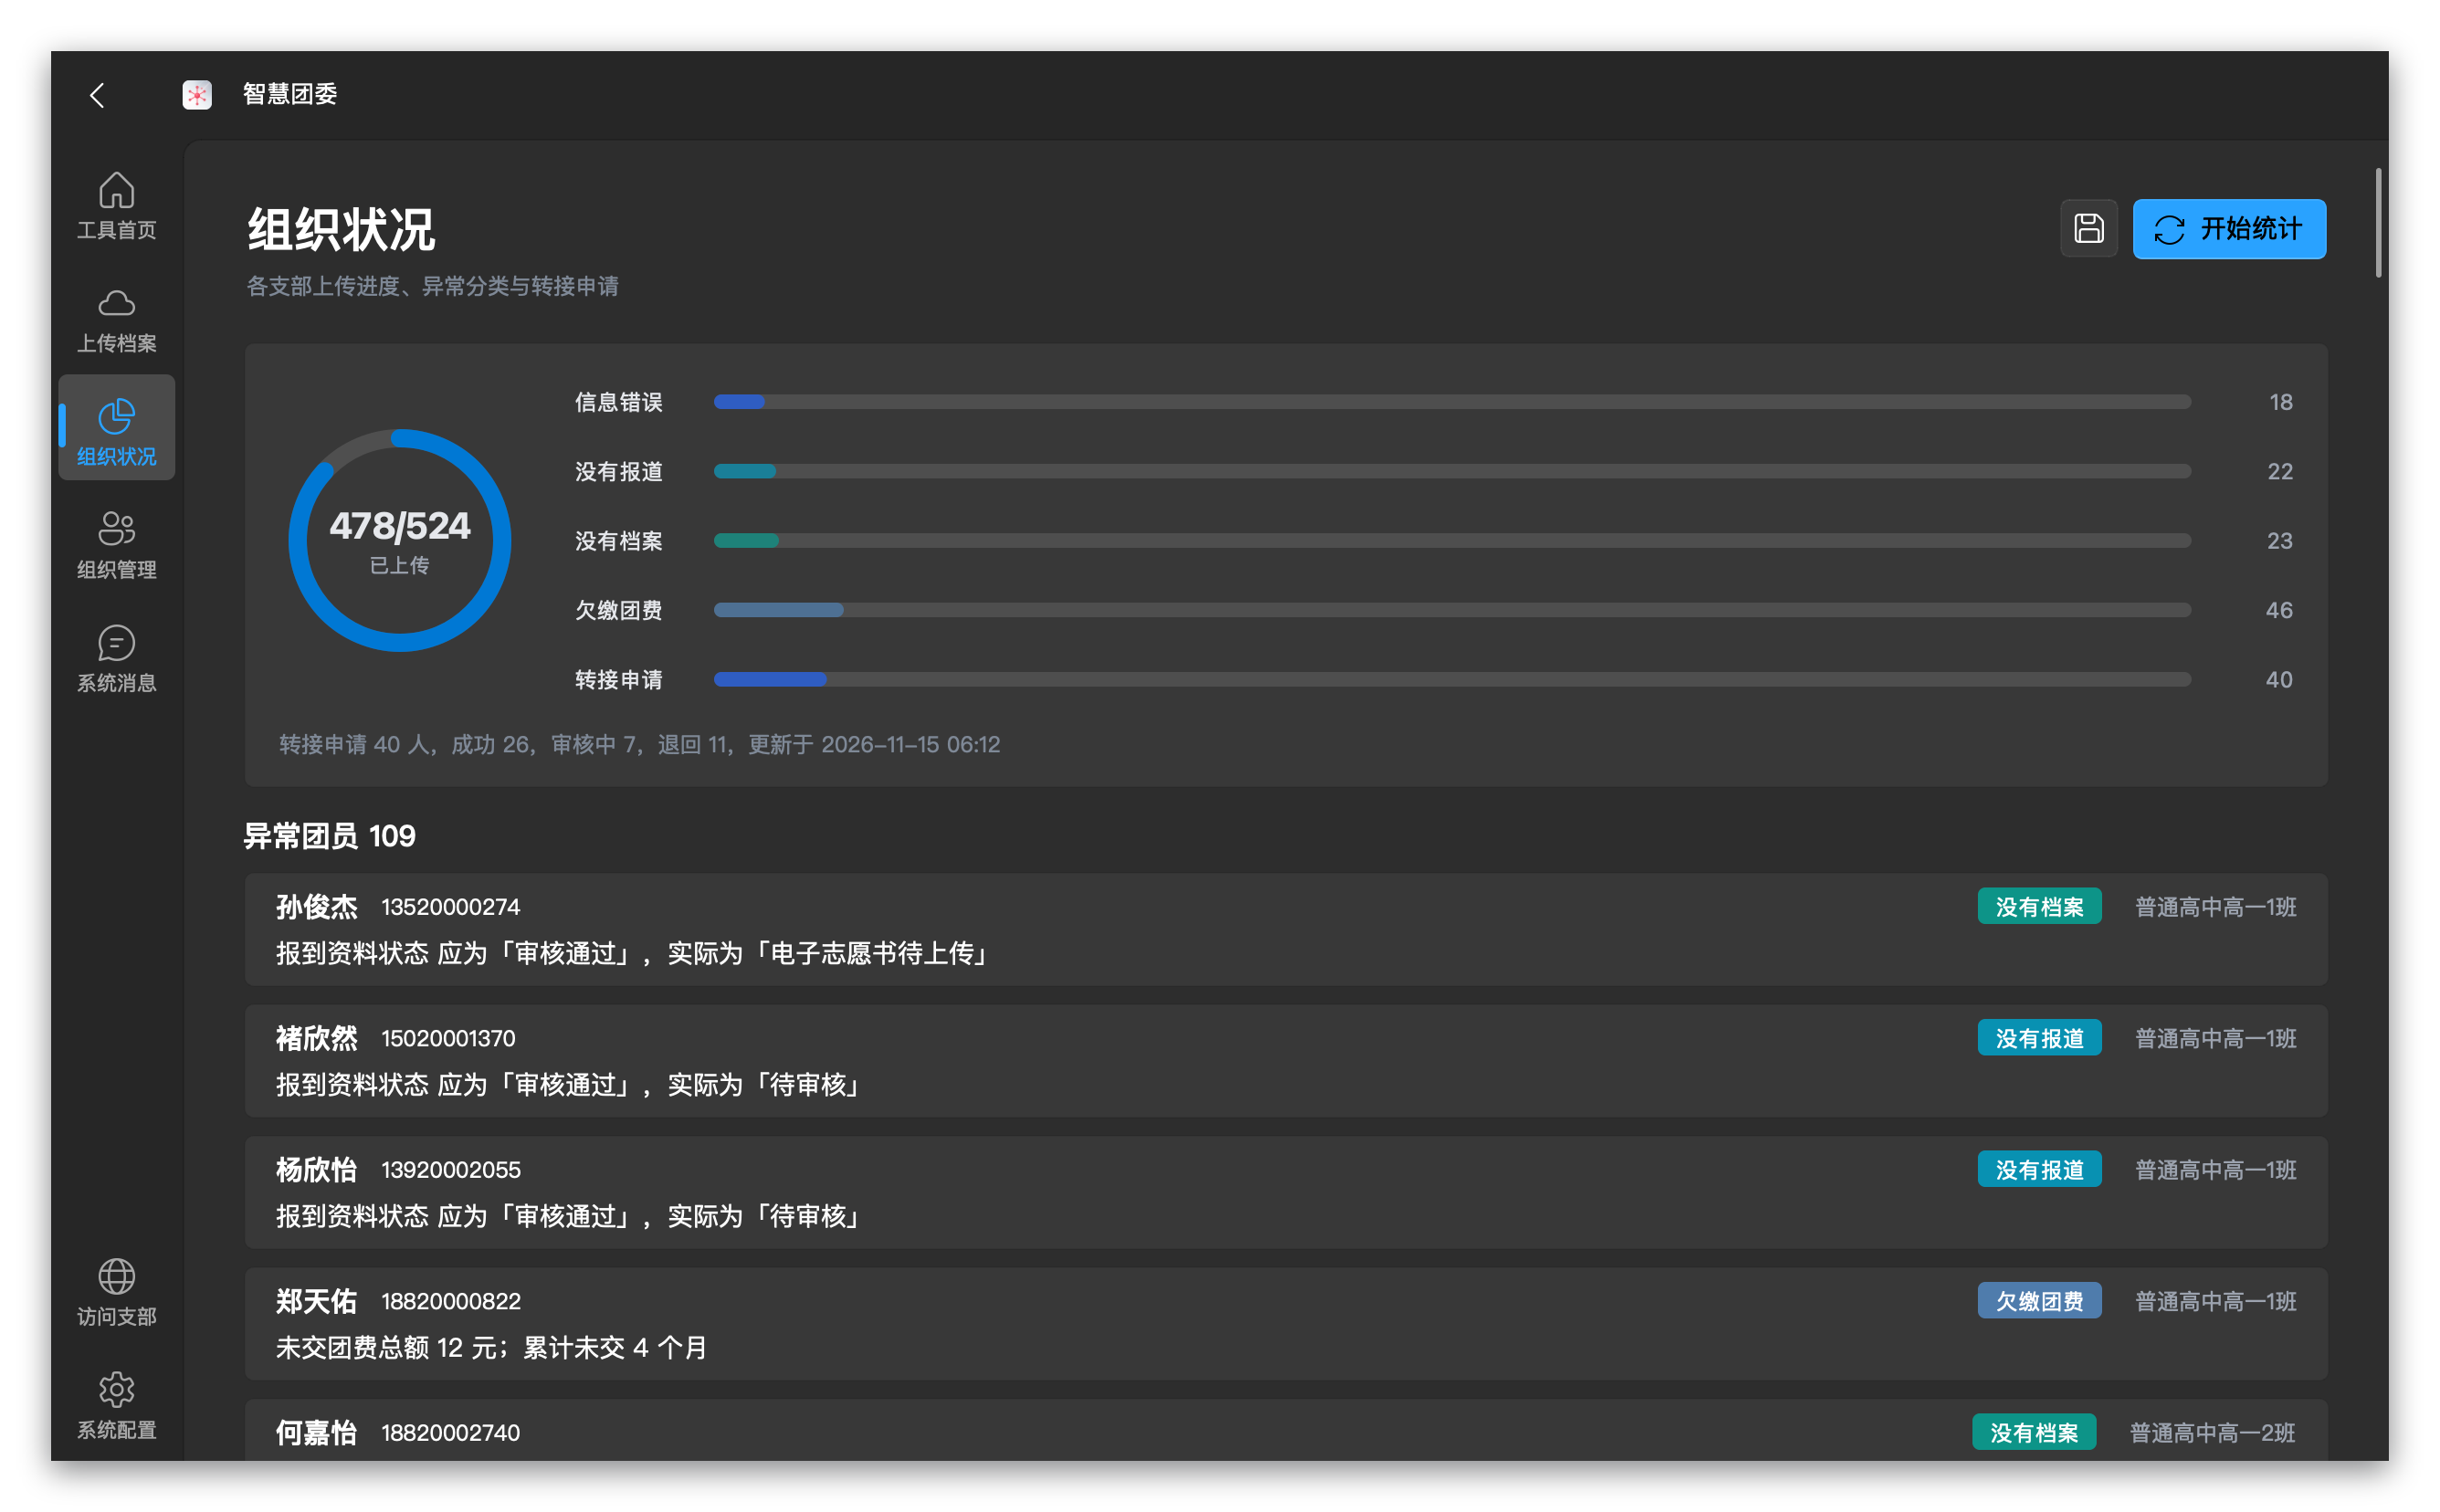 智慧团委
工具首页
上传档案
组织状况
组织管理
系统消息
访问支部
系统配置
组织状况
各支部上传进度、异常分类与转接申请
开始统计
478/524
已上传
信息错误 18
没有报道 22
没有档案 23
欠缴团费 46
转接申请 40
转接申请 40 人，成功 26，审核中 7，退回 11，更新于 2026-11-15 06:12
异常团员 109
孙俊杰 13520000274 没有档案 普通高中高一1班
报到资料状态 应为「审核通过」，实际为「电子志愿书待上传」
褚欣然 15020001370 没有报道 普通高中高一1班
报到资料状态 应为「审核通过」，实际为「待审核」
杨欣怡 13920002055 没有报道 普通高中高一1班
报到资料状态 应为「审核通过」，实际为「待审核」
郑天佑 18820000822 欠缴团费 普通高中高一1班
未交团费总额 12 元；累计未交 4 个月
何嘉怡 18820002740 没有档案 普通高中高一2班